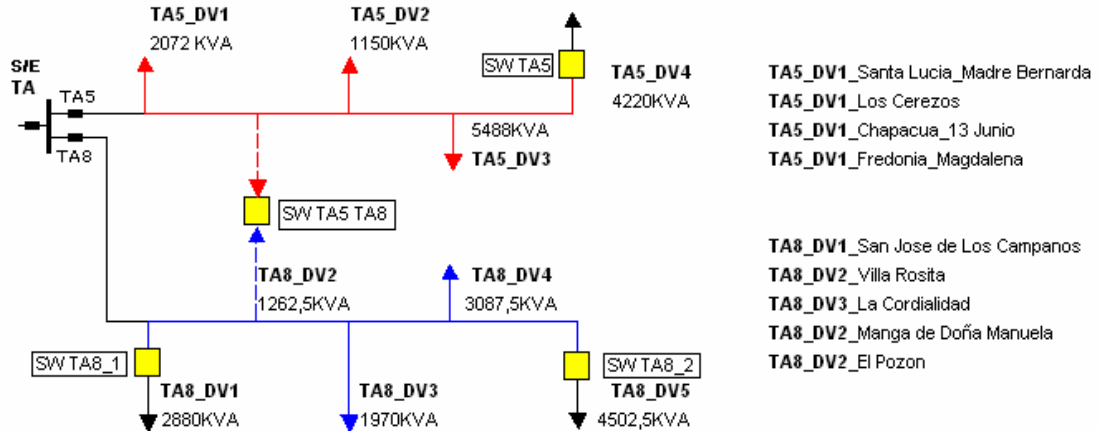 TA5_DV1
2072 KVA
TA5_DV2
1150KVA
SW TA5
TA5_DV4
4220KVA
S/E
TA
TA5
TA8
5488KVA
TA5_DV3
SW TA5 TA8
TA8_DV2
1262,5KVA
TA8_DV4
3087,5KVA
SW TA8_1
TA8_DV1
2880KVA
TA8_DV3
1970KVA
SW TA8_2
TA8_DV5
4502,5KVA
TA5_DV1_Santa Lucia_Madre Bernarda
TA5_DV1_Los Cerezos
TA5_DV1_Chapacua_13 Junio
TA5_DV1_Fredonia_Magdalena
TA8_DV1_San Jose de Los Campanos
TA8_DV2_Villa Rosita
TA8_DV3_La Cordialidad
TA8_DV2_Manga de Doña Manuela
TA8_DV2_El Pozon